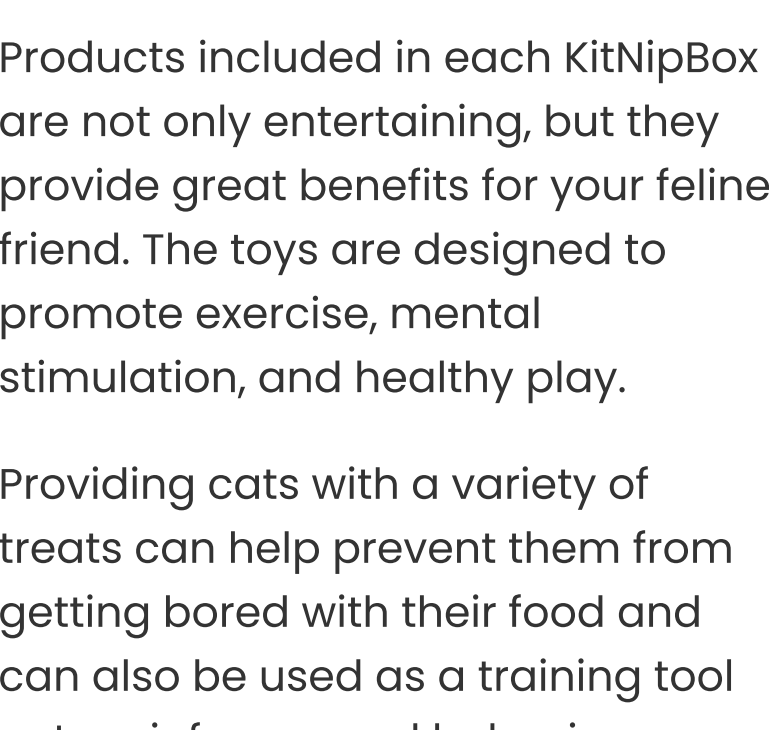 Products included in each KitNipBox
are not only entertaining, but they
provide great benefits for your feline
friend. The toys are designed to
promote exercise, mental
stimulation, and healthy play.
Providing cats with a variety of
treats can help prevent them from
getting bored with their food and
can also be used as a training tool